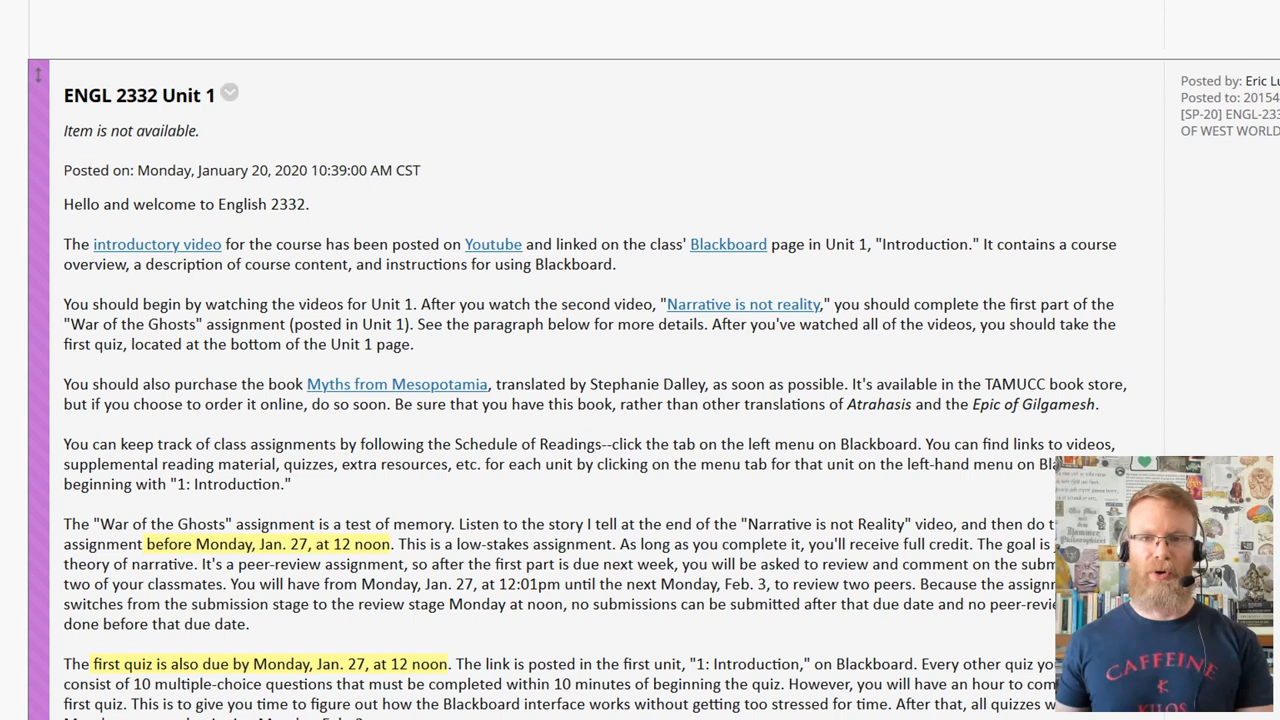 ENGL 2332 Unit 1
Item is not available.
Posted on: Monday, January 20, 2020 10:39:00 AM CST
Hello and welcome to English 2332.
The introductory video for the course has been posted on Youtube and linked on the class' Blackboard page in Unit 1, "Introduction." It contains a course
overview, a description of course content, and instructions for using Blackboard.
You should begin by watching the videos for Unit 1. After you watch the second video, "Narrative is not reality," you should complete the first part of the
"War of the Ghosts" assignment (posted in Unit 1). See the paragraph below for more details. After you've watched all of the videos, you should take the
first quiz, located at the bottom of the Unit 1 page.
You should also purchase the book Myths from Mesopotamia, translated by Stephanie Dalley, as soon as possible. It's available in the TAMUCC book store,
but if you choose to order it online, do so soon. Be sure that you have this book, rather than other translations of Atrahasis and the Epic of Gilgamesh.
You can keep track of class assignments by following the Schedule of Readings--click the tab on the left menu on Blackboard. You can find links to videos,
supplemental reading material, quizzes, extra resources, etc. for each unit by clicking on the menu tab for that unit on the left-hand menu on
beginning with "1: Introduction."
The "War of the Ghosts" assignment is a test of memory. Listen to the story I tell at the end of the "Narrative is not Reality" video, and then do
assignment before Monday, Jan. 27, at 12 noon. This is a low-stakes assignment. As long as you complete it, you'll receive full credit. The goal is
theory of narrative. It's a peer-review assignment, so after the first part is due next week, you will be asked to review and comment on the
two of your classmates. You will have from Monday, Jan. 27, at 12:01pm until the next Monday, Feb. 3, to review two peers. Because the
switches from the submission stage to the review stage Monday at noon, no submissions can be submitted after that due date and no
done before that due date.
The first quiz is also due by Monday, Jan. 27, at 12 noon. The link is posted in the first unit, "1: Introduction," on Blackboard. Every other quiz
consist of 10 multiple-choice questions that must be completed within 10 minutes of beginning the quiz. However, you will have an hour to
first quiz. This is to give you time to figure out how the Blackboard interface works without getting too stressed for time. After that, all quizzes
Posted by: Eric
Posted to: 20154
[SP-20]
OF WEST WORLD
CAFFEINE
&
KILOS